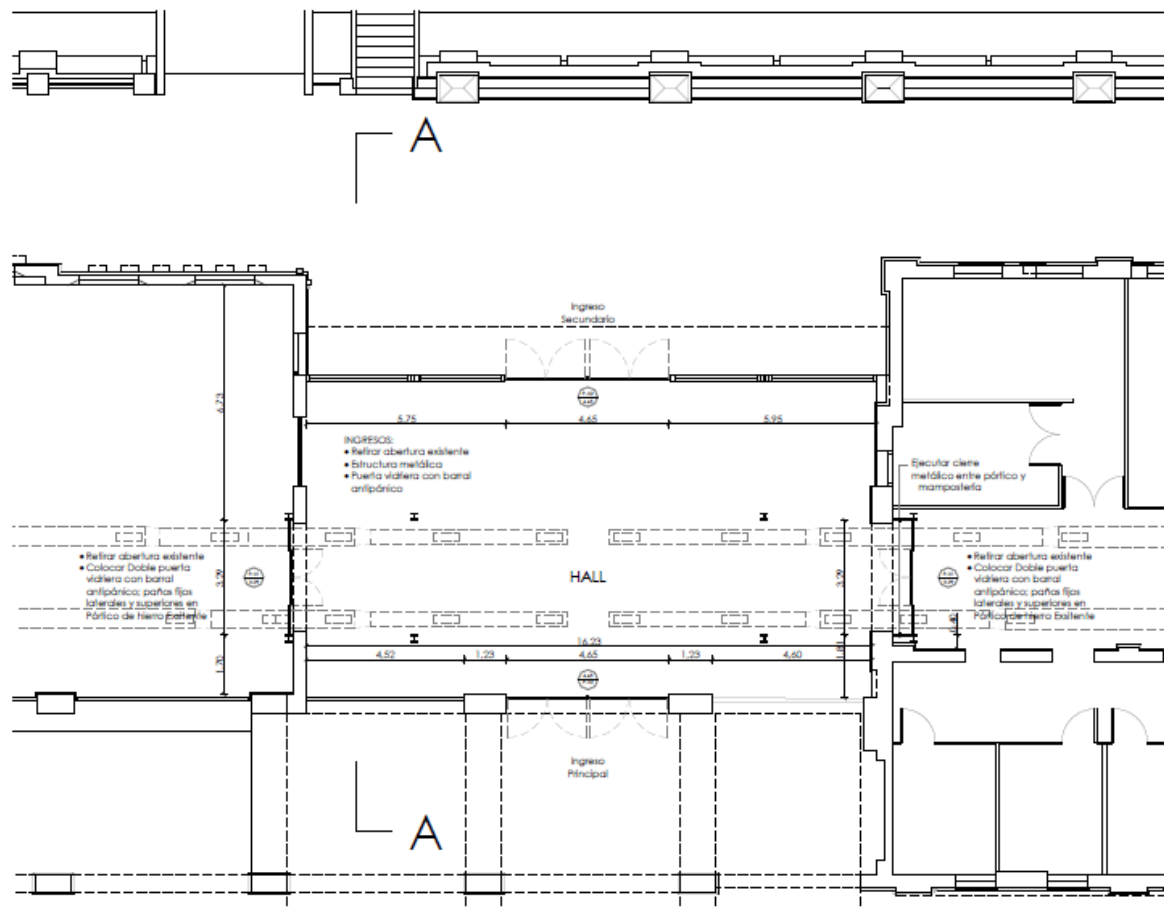 A
Ingreso
Secundario
5.75
4.65
5.95
6.73
INGRESOS:
• Retirar abertura existente
• Estructura metálica
• Puerta vidriera con barral
antipánico
Ejecutar cierre
metálico entre pórtico y
mampostería
• Retirar abertura existente
• Colocar Doble puerta
vidriera con barral
antipánico; paños fijos
laterales y superiores en
Pórtico de hierro Existente
3.29
HALL
3.29
• Retirar abertura existente
• Colocar Doble puerta
vidriera con barral
antipánico; paños fijos
laterales y superiores en
Pórtico de hierro Existente
16.23
4.52
1.23
4.65
1.23
4.60
1.70
Ingreso
Principal
A